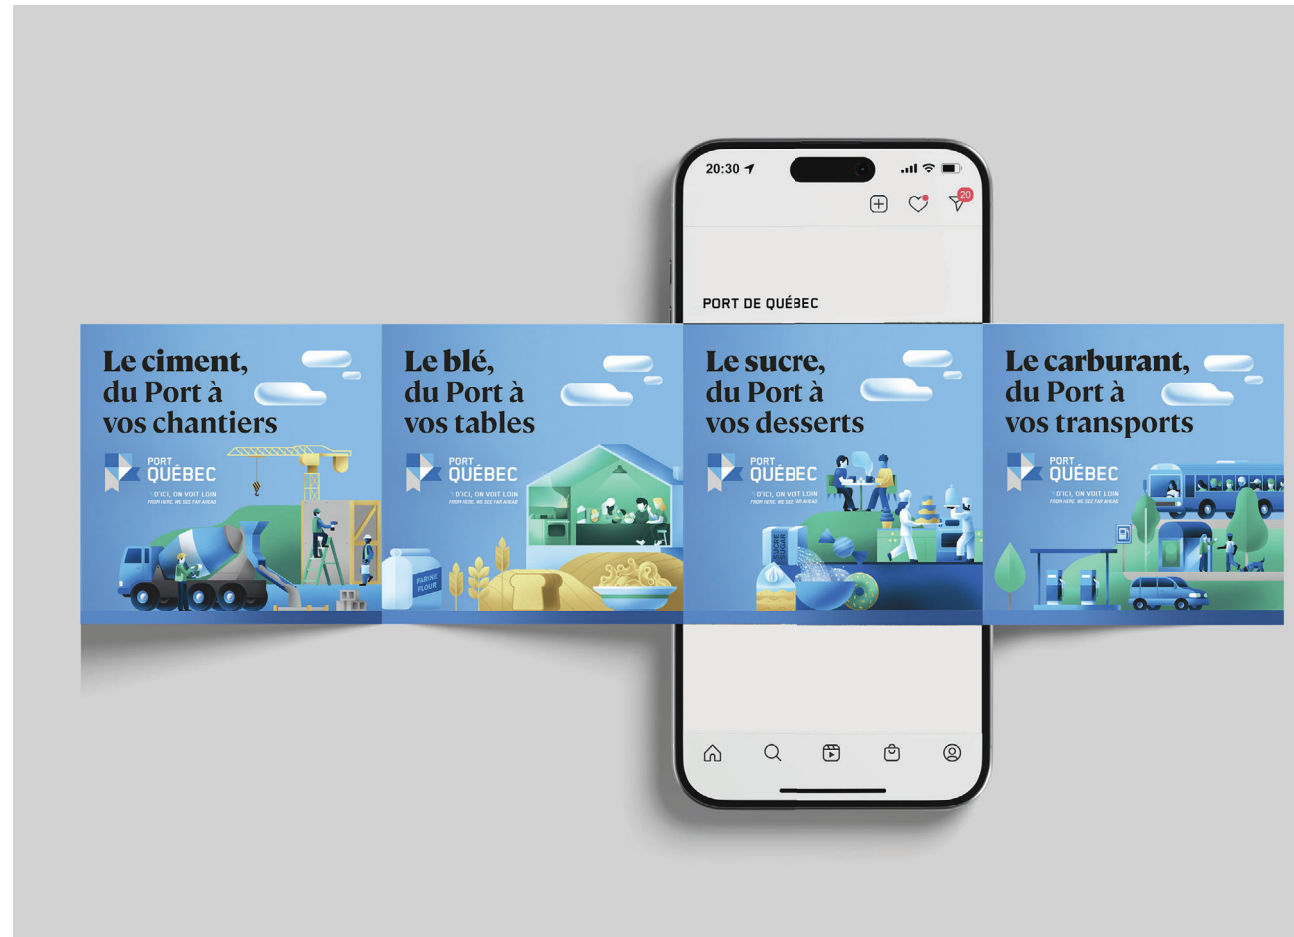 20:30
20
PORT DE QUÉBEC
Le ciment,
du Port à
vos chantiers
PORT
QUÉBEC
D'ICI, ON VOIT LOIN
FROM HERE, WE SEE FAR AHEAD
Le blé,
du Port à
vos tables
PORT
QUÉBEC
D'ICI, ON VOIT LOIN
FROM HERE, WE SEE FAR AHEAD
FARINE
FLOUR
Le sucre,
du Port à
vos desserts
PORT
QUÉBEC
D'ICI, ON VOIT LOIN
FROM HERE, WE SEE FAR AHEAD
SUCRE
SUGAR
Le carburant,
du Port à
vos transports
PORT
QUÉBEC
D'ICI, ON VOIT LOIN
FROM HERE, WE SEE FAR AHEAD